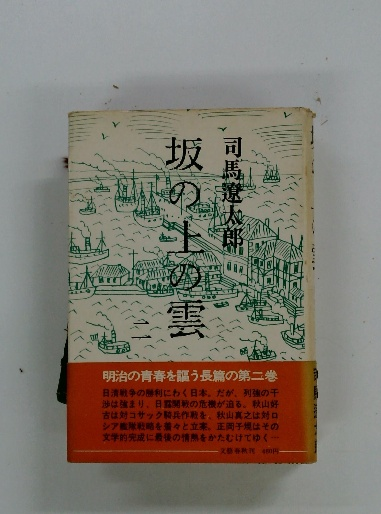 司馬遼太郎
坂の上の雲
二
明治の青春を謳う長篇の第二巻
日清戦争の勝利にわく日本。だが、列強の干
渉は強まり、日露開戦の危機が迫る。秋山好
古は対コサック騎兵作戦を、秋山真之は対ロ
シア艦隊戦略を着々と立案。正岡子規はその
文学的完成に最後の情熱をかたむけてゆく—
文藝春秋刊